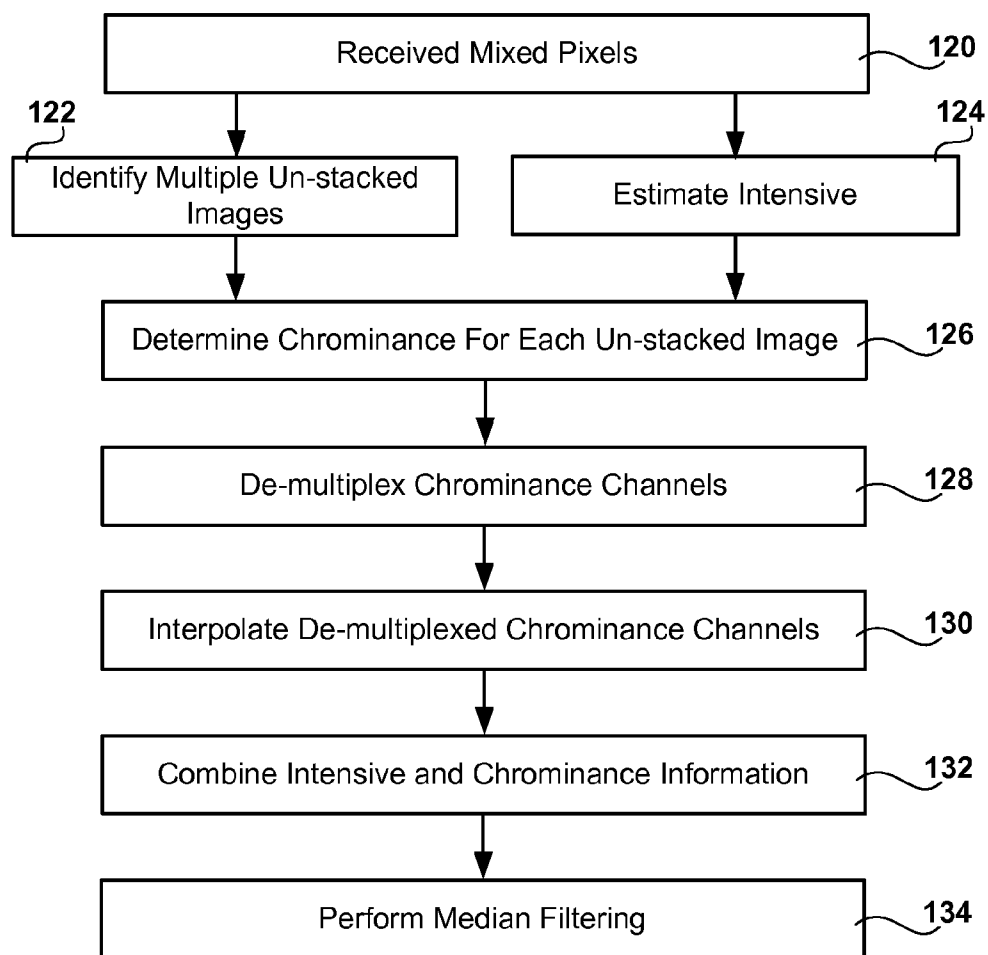 Received Mixed Pixels
120
122
124
Identify Multiple Un-stacked
Images
Estimate Intensive
Determine Chrominance For Each Un-stacked Image
126
De-multiplex Chrominance Channels
128
Interpolate De-multiplexed Chrominance Channels
130
Combine Intensive and Chrominance Information
132
Perform Median Filtering
134